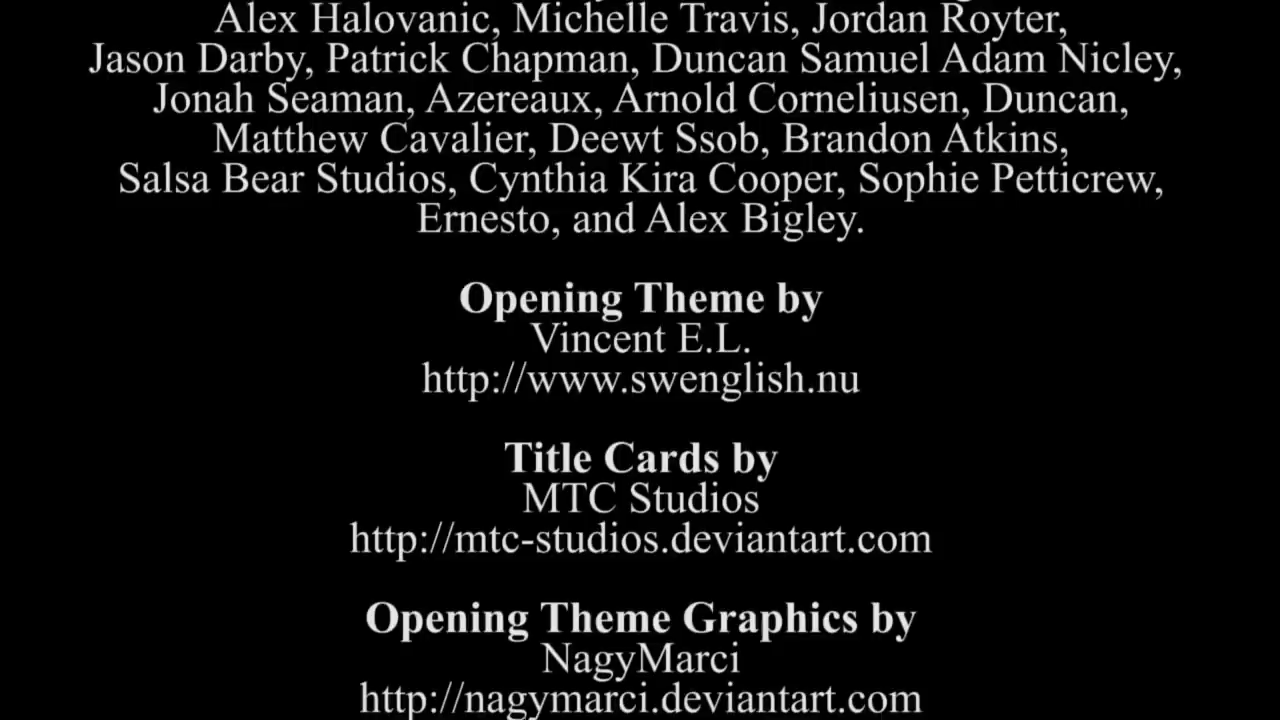 Alex Halovanic, Michelle Travis, Jordan Royter,
Jason Darby, Patrick Chapman, Duncan Samuel Adam Nicley,
Jonah Seaman, Azereaux, Arnold Corneliusen, Duncan,
Matthew Cavalier, Deewt Ssob, Brandon Atkins,
Salsa Bear Studios, Cynthia Kira Cooper, Sophie Petticrew,
Ernesto, and Alex Bigley.
Opening Theme by
Vincent E.L.
http://www.swenglish.nu
Title Cards by
MTC Studios
http://mtc-studios.deviantart.com
Opening Theme Graphics by
NagyMarci
http://nagymarci.deviantart.com